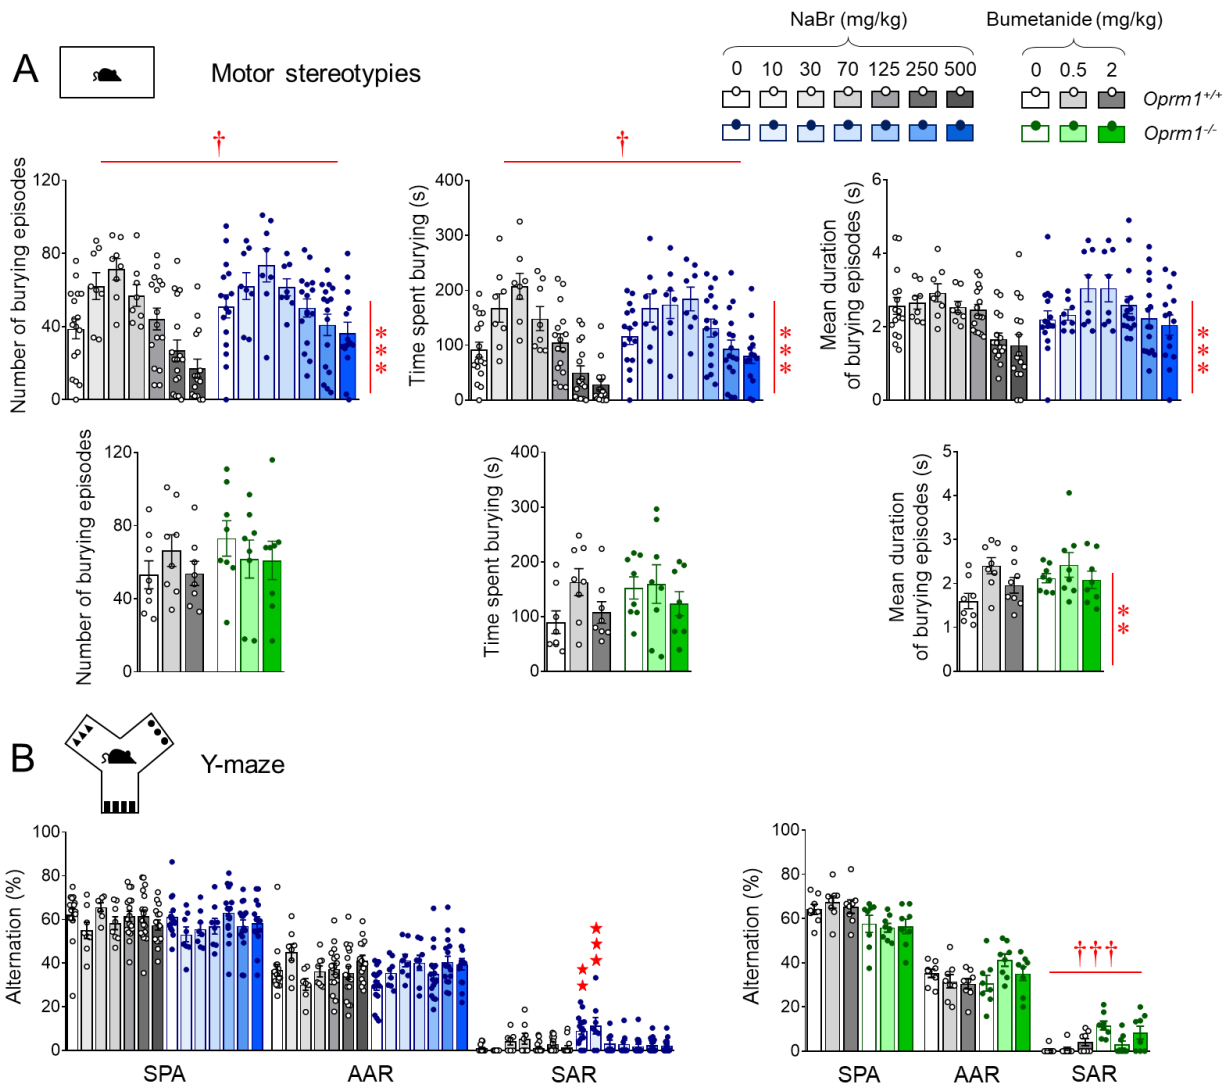 NaBr (mg/kg)
Bumetanide (mg/kg)
A
Motor stereotypies
0 10 30 70 125 250 500
0 0.5 2
Oprm1+/+
Oprm1-/-
†
†
Number of burying episodes
120
80
40
0
***
Time spent burying (s)
400
300
200
100
0
***
Mean duration
of burying episodes (s)
6
4
2
0
***
Number of burying episodes
120
80
40
0
Time spent burying (s)
400
300
200
100
0
Mean duration
of burying episodes (s)
5
4
3
2
1
0
**
B
Y-maze
Alternation (%)
100
80
60
40
20
0
SPA AAR SAR
Alternation (%)
100
80
60
40
20
0
†††
SPA AAR SAR